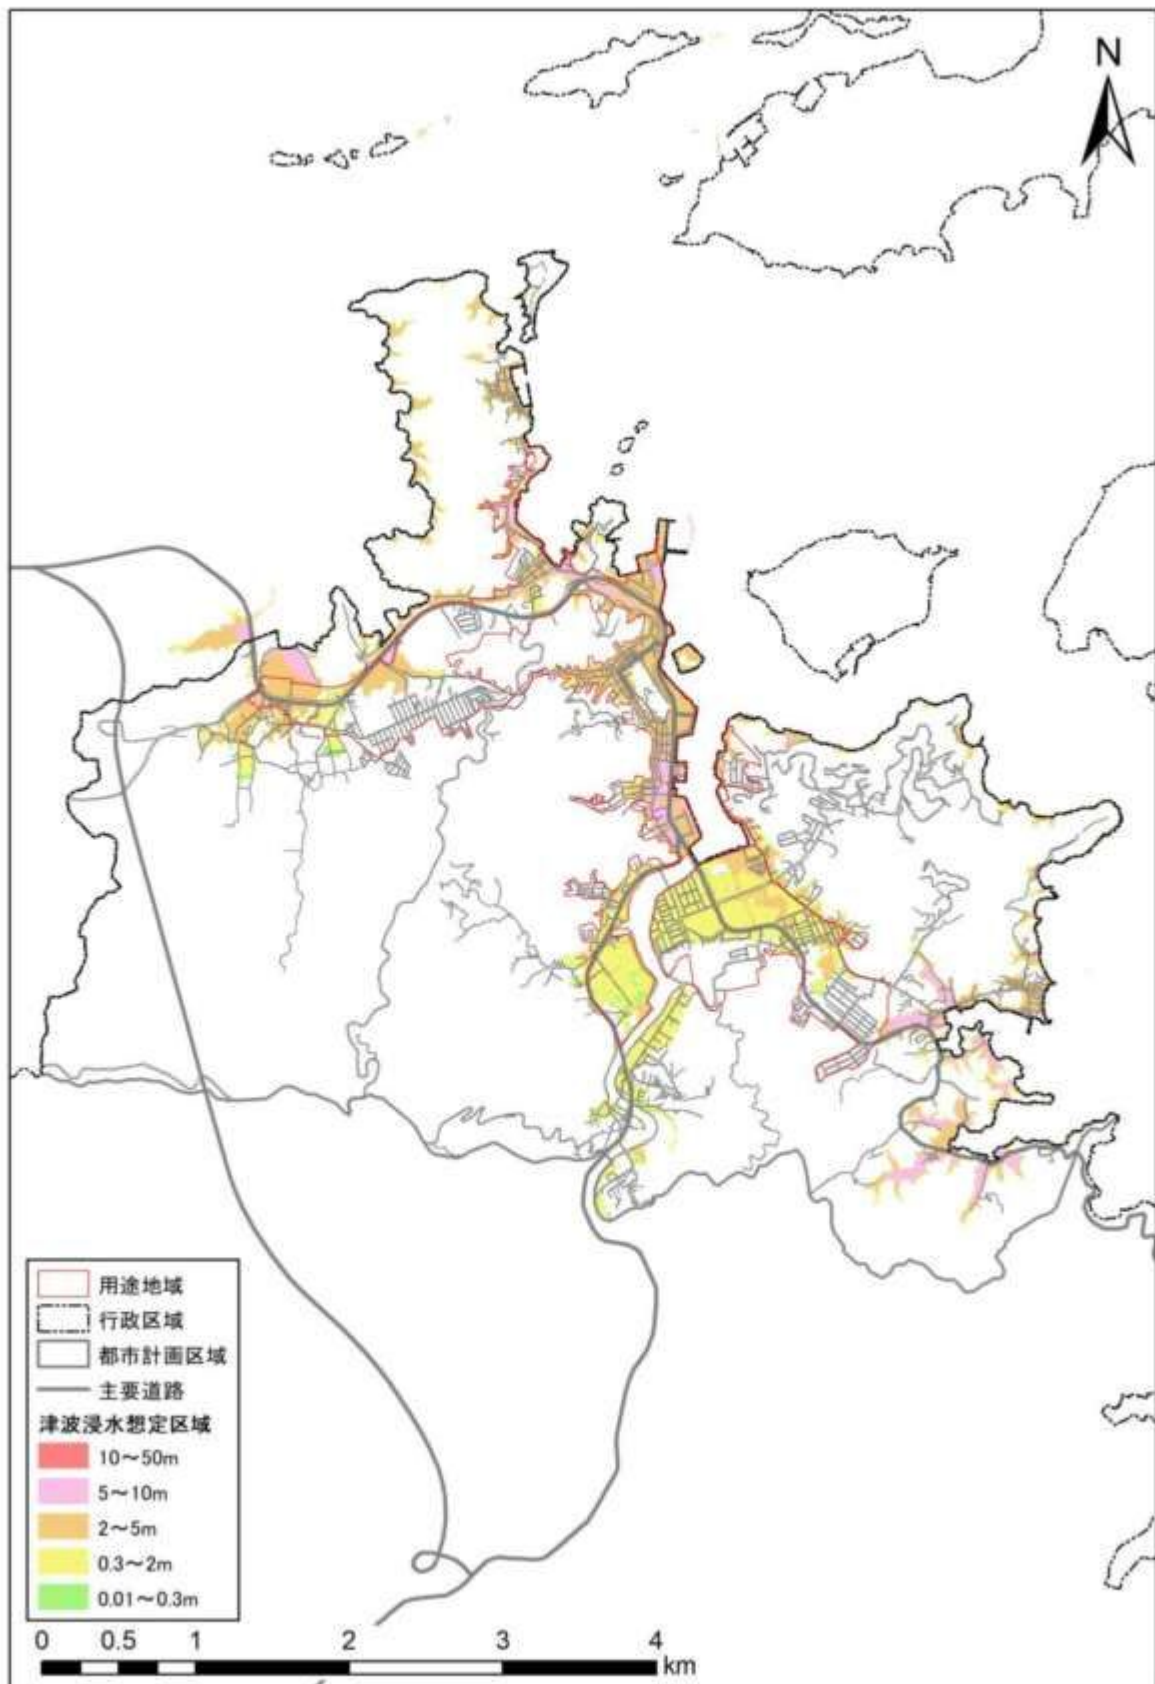 N
用途地域
行政区域
都市計画区域
主要道路
津波浸水想定区域
10～50m
5～10m
2～5m
0.3～2m
0.01～0.3m
0 0.5 1 2 3 4
km